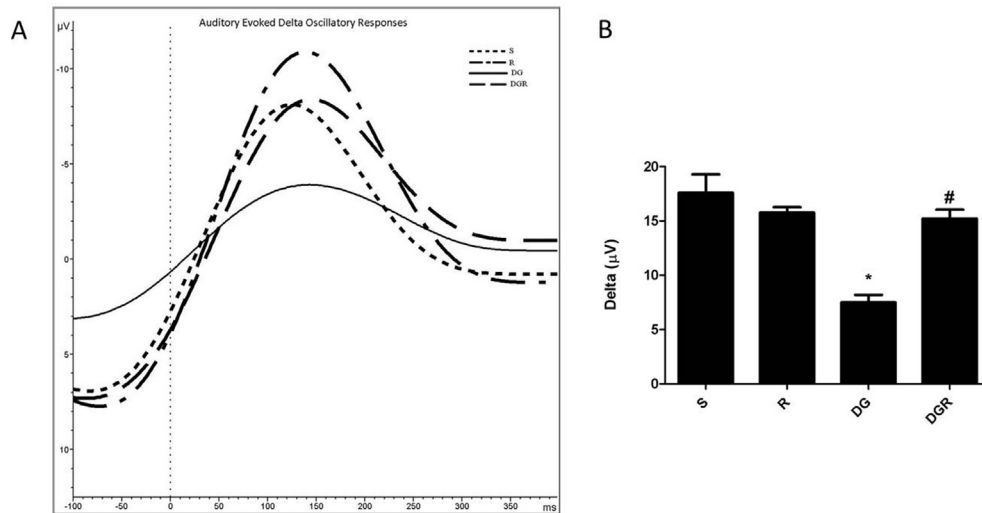 A
µV
Auditory Evoked Delta Oscillatory Responses
S
R
DG
DGR
-10
-5
0
5
10
-100 -50 0 50 100 150 200 250 300 350 ms
B
Delta (µV)
20
15
10
5
0
*
#
S R DG DGR